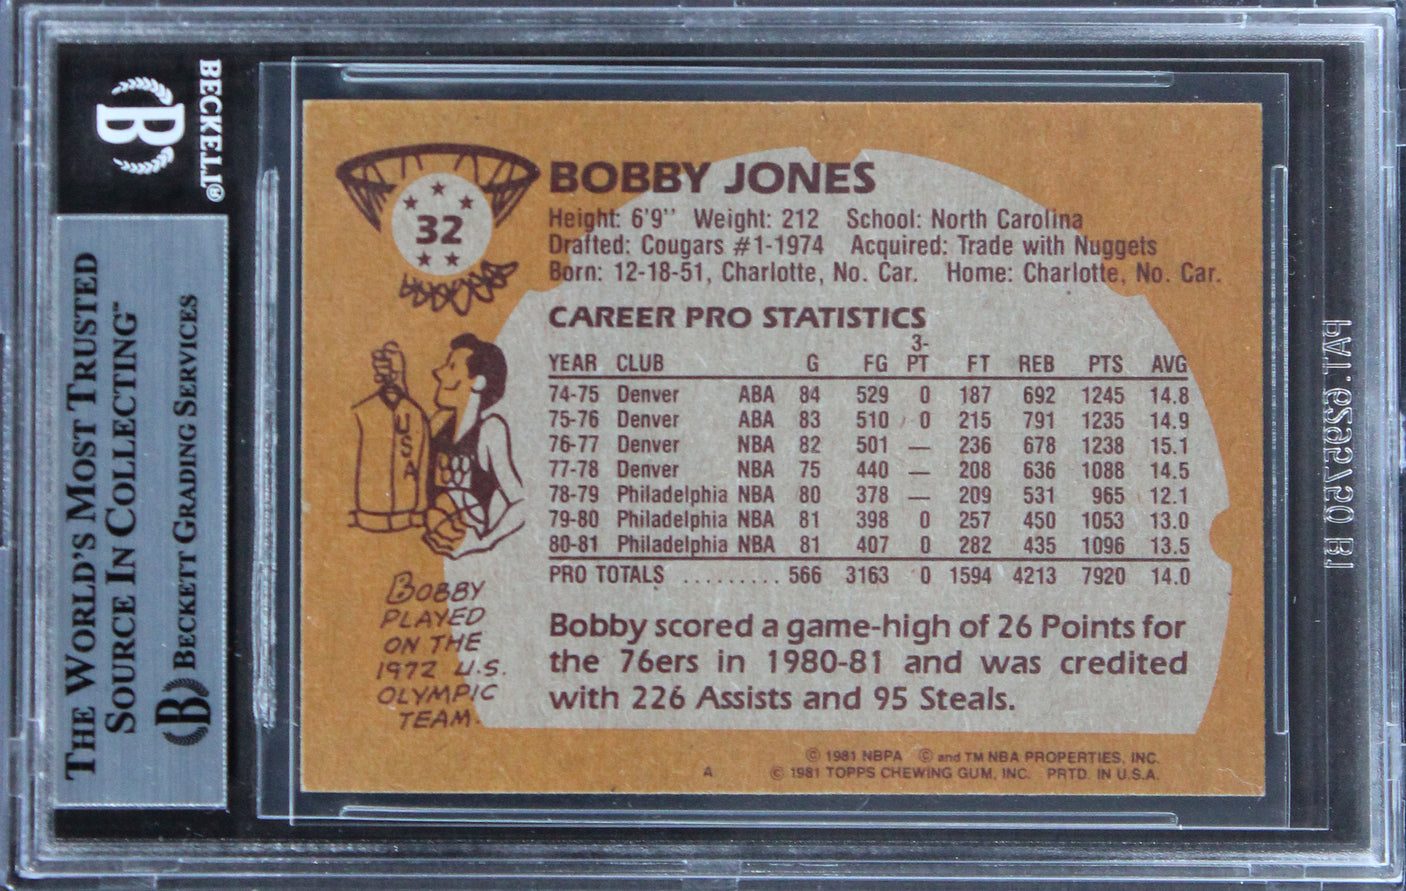 BECKETT®
B
THE WORLD'S MOST TRUSTED
SOURCE IN COLLECTING™
B BECKETT GRADING SERVICES
32
BOBBY JONES
Height: 6'9" Weight: 212 School: North Carolina
Drafted: Cougars #1-1974 Acquired: Trade with Nuggets
Born: 12-18-51, Charlotte, No. Car. Home: Charlotte, No. Car.
CAREER PRO STATISTICS
YEAR CLUB G FG 3-PT FT REB PTS AVG
74-75 Denver ABA 84 529 0 187 692 1245 14.8
75-76 Denver ABA 83 510 0 215 791 1235 14.9
76-77 Denver NBA 82 501 — 236 678 1238 15.1
77-78 Denver NBA 75 440 — 208 636 1088 14.5
78-79 Philadelphia NBA 80 378 — 209 531 965 12.1
79-80 Philadelphia NBA 81 398 0 257 450 1053 13.0
80-81 Philadelphia NBA 81 407 0 282 435 1096 13.5
PRO TOTALS ......... 566 3163 0 1594 4213 7920 14.0
USA
BOBBY
PLAYED
ON THE
1972 U.S.
OLYMPIC
TEAM.
Bobby scored a game-high of 26 Points for
the 76ers in 1980-81 and was credited
with 226 Assists and 95 Steals.
© 1981 NBPA © and TM NBA PROPERTIES, INC.
A © 1981 TOPPS CHEWING GUM, INC. PRTD. IN U.S.A.